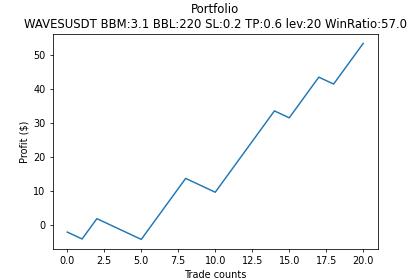 Portfolio
WAVESUSDT BBM:3.1 BBL:220 SL:0.2 TP:0.6 lev:20 WinRatio:57.0
50
40
30
20
10
0
Profit ($)
0.0 2.5 5.0 7.5 10.0 12.5 15.0 17.5 20.0
Trade counts